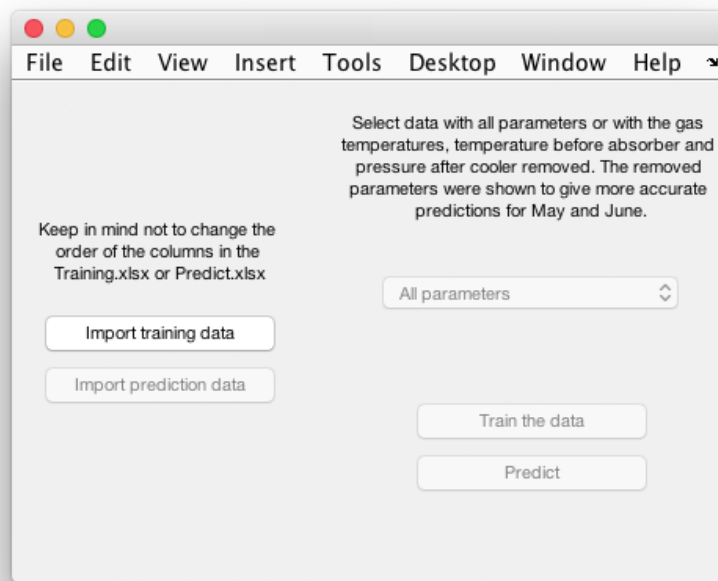 File Edit View Insert Tools Desktop Window Help
Select data with all parameters or with the gas
temperatures, temperature before absorber and
pressure after cooler removed. The removed
parameters were shown to give more accurate
predictions for May and June.
Keep in mind not to change the
order of the columns in the
Training.xlsx or Predict.xlsx
All parameters
Import training data
Import prediction data
Train the data
Predict